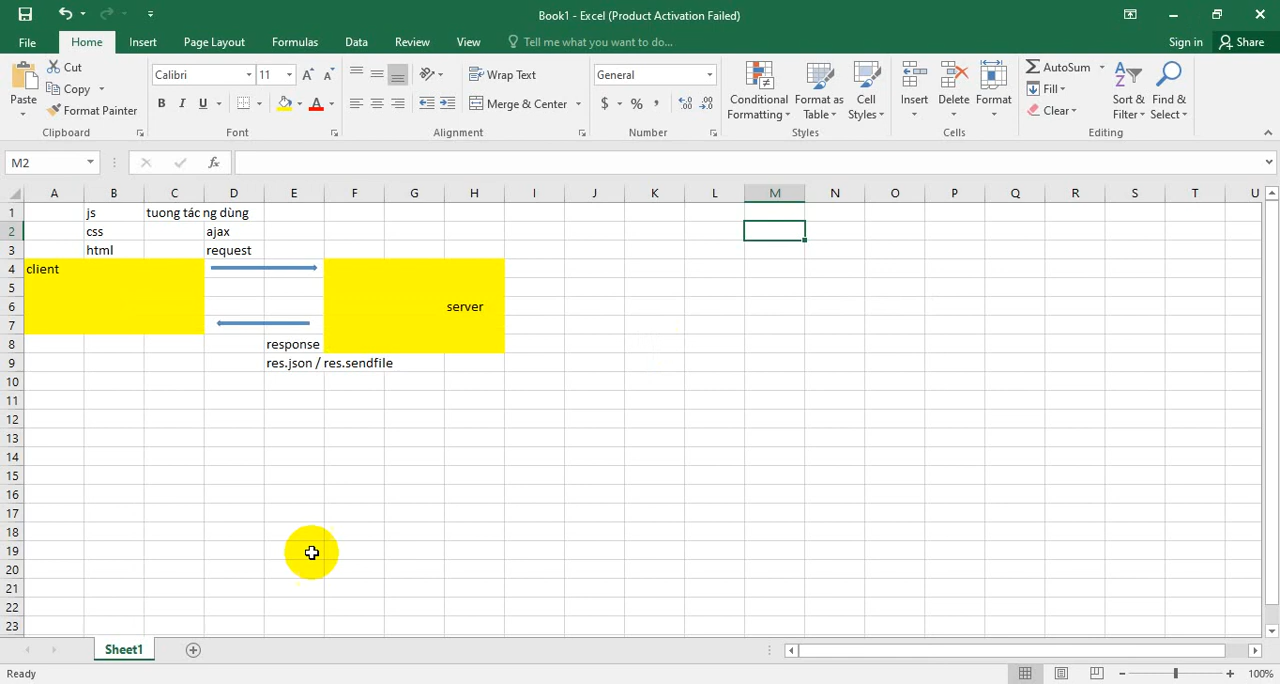 Book1 - Excel (Product Activation Failed)
File Home Insert Page Layout Formulas Data Review View Tell me what you want to do... Sign in Share
Paste Cut Copy Format Painter
Calibri 11 B I U A A A
Wrap Text Merge & Center
General $ % ,
Conditional Formatting Format as Table Cell Styles
Insert Delete Format
AutoSum Fill Clear Sort & Filter Find & Select
Clipboard Font Alignment Number Styles Cells Editing
M2 fx
A B C D E F G H I J K L M N O P Q R S T U
1 js tuong tác ng dùng
2 css ajax
3 html request
4 client
5
6 server
7
8 response
9 res.json / res.sendfile
10
11
12
13
14
15
16
17
18
19
20
21
22
23
Sheet1
Ready 100%